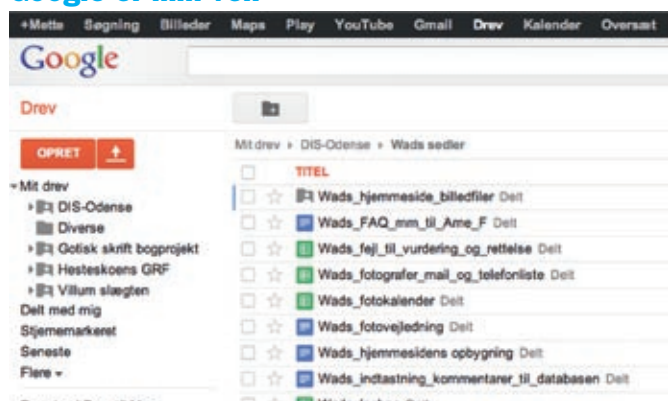 +Mette Søgning Billeder Maps Play YouTube Gmail Drev Kalender Oversæt
Google
Drev
OPRET
Mit drev
DIS-Odense
Diverse
Gotisk skrift bogprojekt
Hesteskoens GRF
Villum slægten
Delt med mig
Stjernemarkeret
Seneste
Flere
Mit drev DIS-Odense Wads sedler
TITEL
Wads_hjemmeside_billedfiler Delt
Wads_FAQ_mm_til_Arne_F Delt
Wads_fejl_til_vurdering_og_rettelse Delt
Wads_fotografer_mail_og_telefonliste Delt
Wads_fotokalender Delt
Wads_fotovejledning Delt
Wads_hjemmesidens opbygning Delt
Wads_indtastning_kommentarer_til_databasen Delt